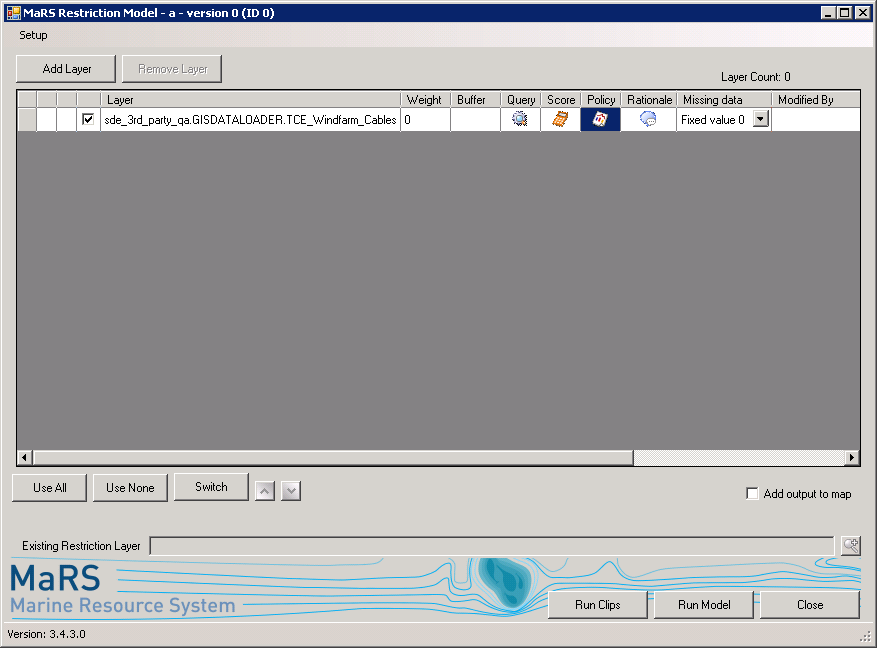 MaRS Restriction Model - a - version 0 (ID 0)
Setup
Add Layer Remove Layer
Layer Count: 0
Layer Weight Buffer Query Score Policy Rationale Missing data Modified By
sde_3rd_party_qa.GISDATALOADER.TCE_Windfarm_Cables 0 Fixed value 0
Use All Use None Switch
Add output to map
Existing Restriction Layer
MaRS
Marine Resource System
Run Clips Run Model Close
Version: 3.4.3.0